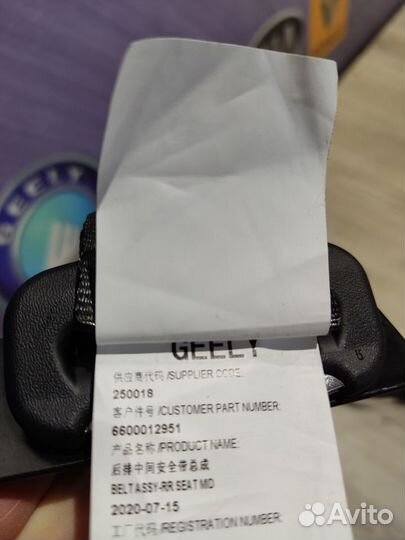 GEELY
GEELY
供应商代码/SUPPLIER CODE:
250018
客户件号/CUSTOMER PART NUMBER:
6600012951
产品名称/PRODUCT NAME:
后排中间安全带总成
BELT ASSY-RR SEAT MD
2020-07-15
工厂代码/REGISTRATION NUMBER:
Avito